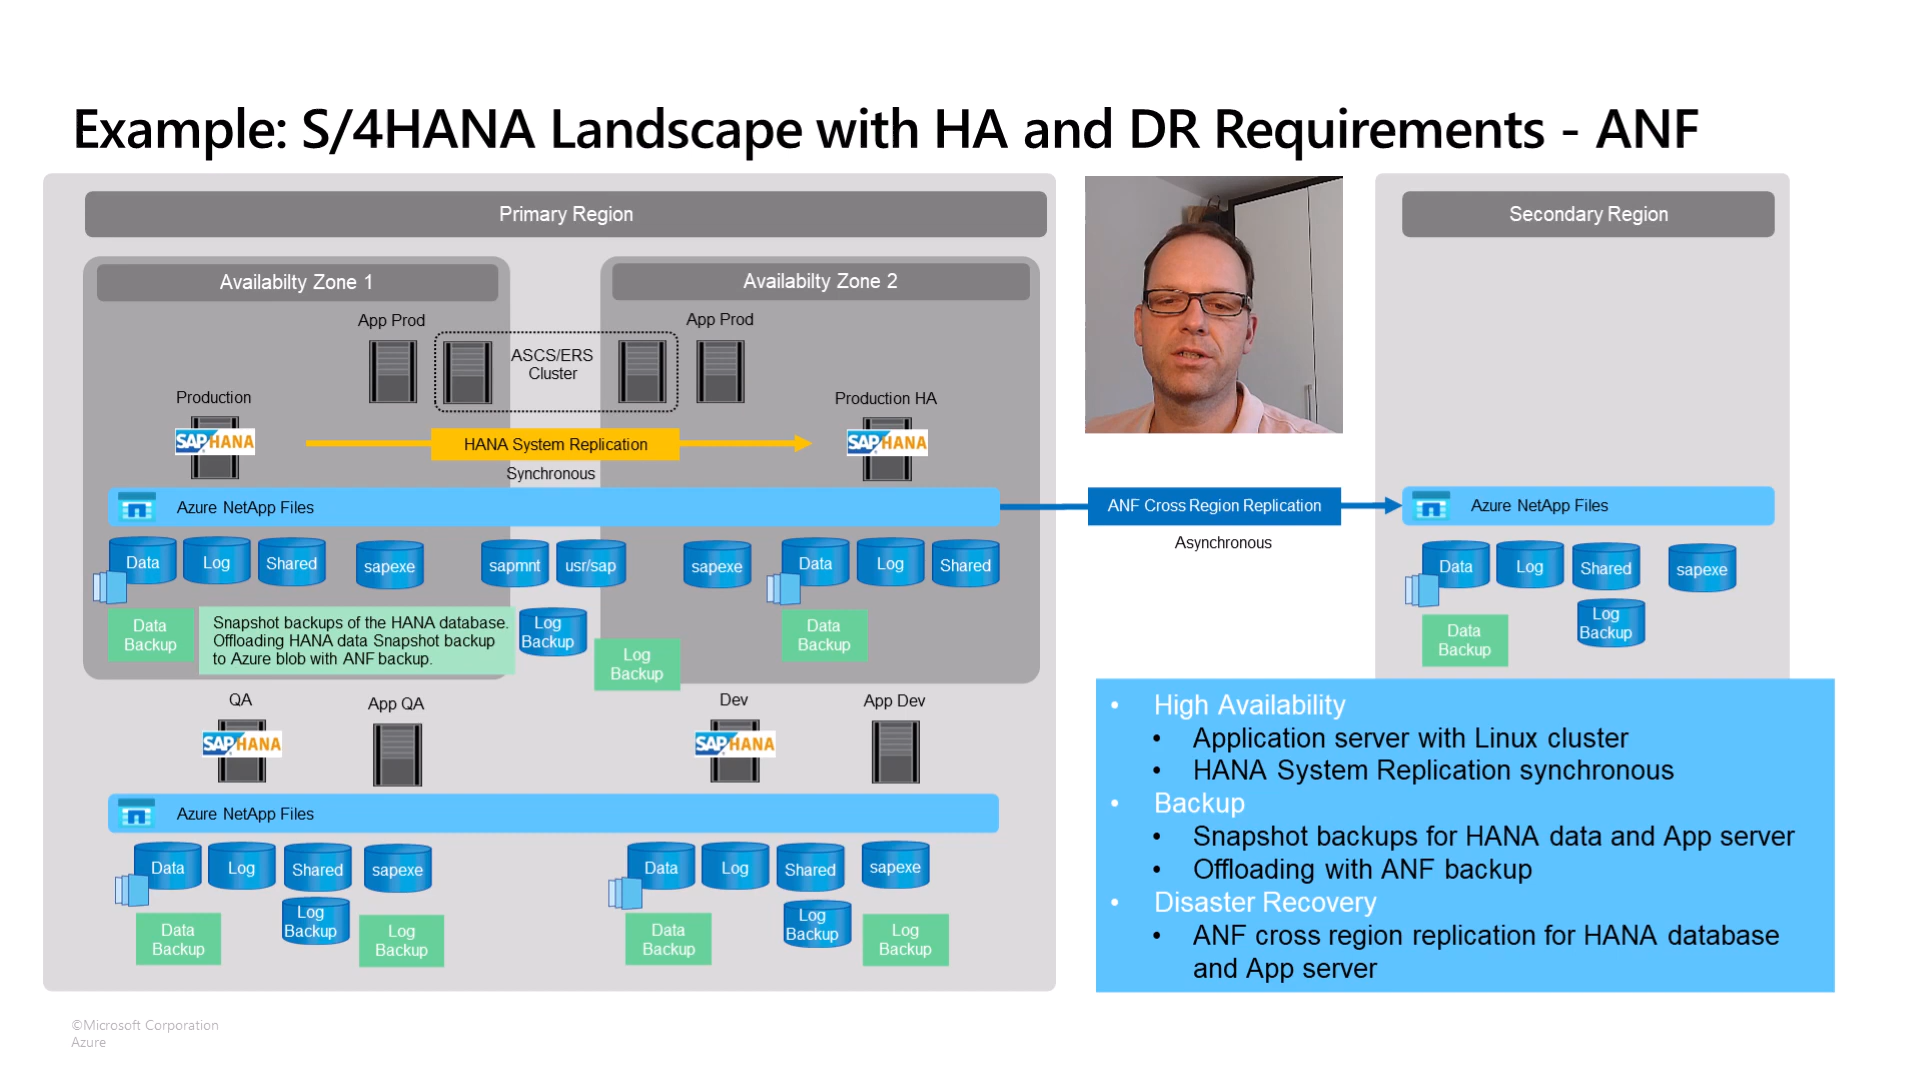 Example: S/4HANA Landscape with HA and DR Requirements - ANF
Primary Region
Secondary Region
Availabilty Zone 1
Availabilty Zone 2
App Prod
App Prod
ASCS/ERS
Cluster
Production
Production HA
SAP HANA
HANA System Replication
SAP HANA
Synchronous
Azure NetApp Files
ANF Cross Region Replication
Azure NetApp Files
Asynchronous
Data
Log
Shared
sapexe
sapmnt
usr/sap
sapexe
Data
Log
Shared
Data
Log
Shared
sapexe
Data
Backup
Snapshot backups of the HANA database.
Offloading HANA data Snapshot backup
to Azure blob with ANF backup.
Log
Backup
Log
Backup
Data
Backup
Data
Backup
Log
Backup
QA
App QA
Dev
App Dev
SAP HANA
SAP HANA
Azure NetApp Files
Data
Log
Shared
sapexe
Data
Log
Shared
sapexe
Data
Backup
Log
Backup
Log
Backup
Data
Backup
Log
Backup
Log
Backup
• High Availability
• Application server with Linux cluster
• HANA System Replication synchronous
• Backup
• Snapshot backups for HANA data and App server
• Offloading with ANF backup
• Disaster Recovery
• ANF cross region replication for HANA database
and App server
©Microsoft Corporation
Azure